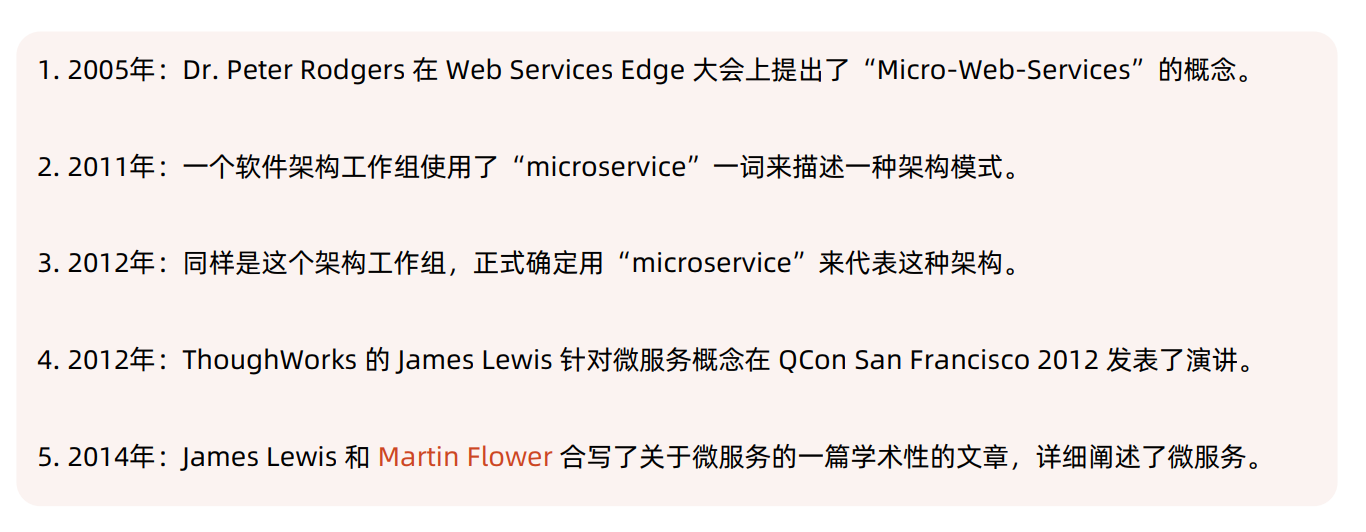 1. 2005年：Dr. Peter Rodgers 在 Web Services Edge 大会上提出了“Micro-Web-Services”的概念。
2. 2011年：一个软件架构工作组使用了“microservice”一词来描述一种架构模式。
3. 2012年：同样是这个架构工作组，正式确定用“microservice”来代表这种架构。
4. 2012年：ThoughWorks 的 James Lewis 针对微服务概念在 QCon San Francisco 2012 发表了演讲。
5. 2014年：James Lewis 和 Martin Flower 合写了关于微服务的一篇学术性的文章，详细阐述了微服务。